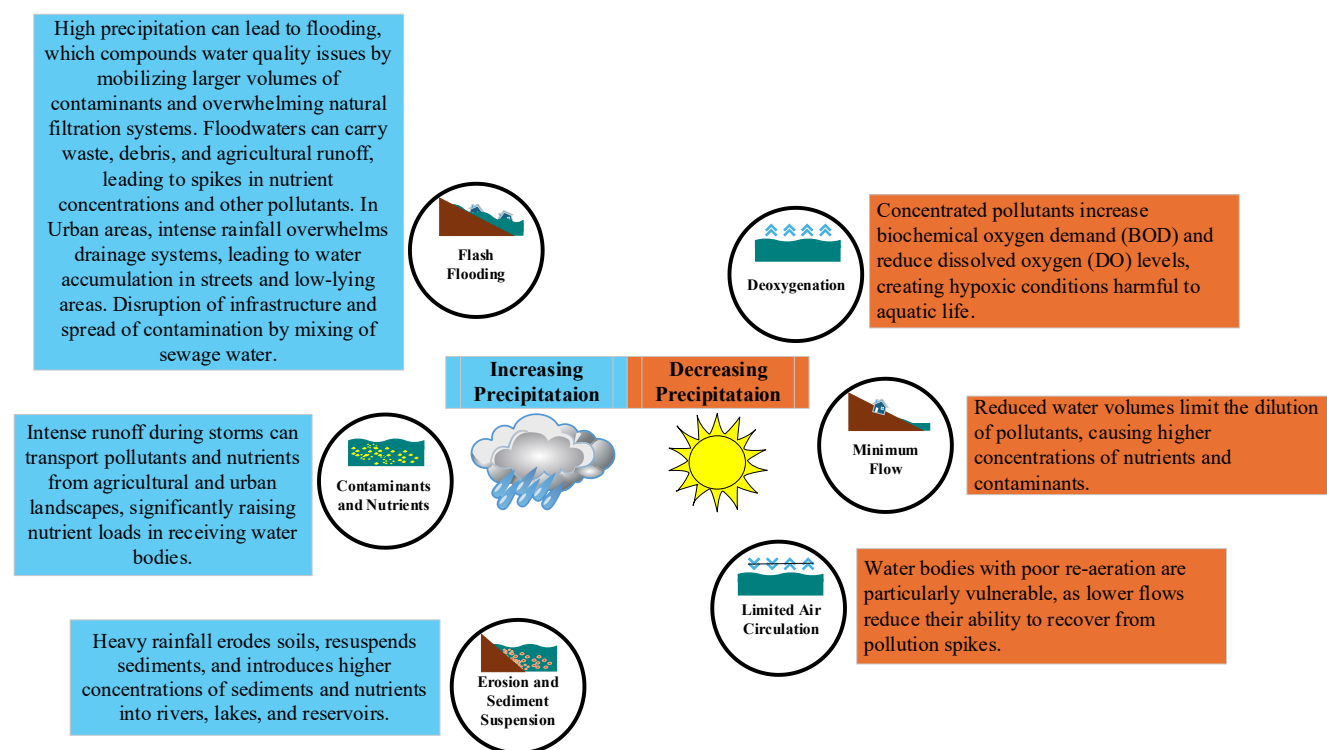 High precipitation can lead to flooding,
which compounds water quality issues by
mobilizing larger volumes of
contaminants and overwhelming natural
filtration systems. Floodwaters can carry
waste, debris, and agricultural runoff,
leading to spikes in nutrient
concentrations and other pollutants. In
Urban areas, intense rainfall overwhelms
drainage systems, leading to water
accumulation in streets and low-lying
areas. Disruption of infrastructure and
spread of contamination by mixing of
sewage water.
Flash
Flooding
Deoxygenation
Concentrated pollutants increase
biochemical oxygen demand (BOD) and
reduce dissolved oxygen (DO) levels,
creating hypoxic conditions harmful to
aquatic life.
Increasing
Precipitataion
Decreasing
Precipitataion
Intense runoff during storms can
transport pollutants and nutrients
from agricultural and urban
landscapes, significantly raising
nutrient loads in receiving water
bodies.
Contaminants
and Nutrients
Minimum
Flow
Reduced water volumes limit the dilution
of pollutants, causing higher
concentrations of nutrients and
contaminants.
Limited Air
Circulation
Water bodies with poor re-aeration are
particularly vulnerable, as lower flows
reduce their ability to recover from
pollution spikes.
Heavy rainfall erodes soils, resuspends
sediments, and introduces higher
concentrations of sediments and nutrients
into rivers, lakes, and reservoirs.
Erosion and
Sediment
Suspension